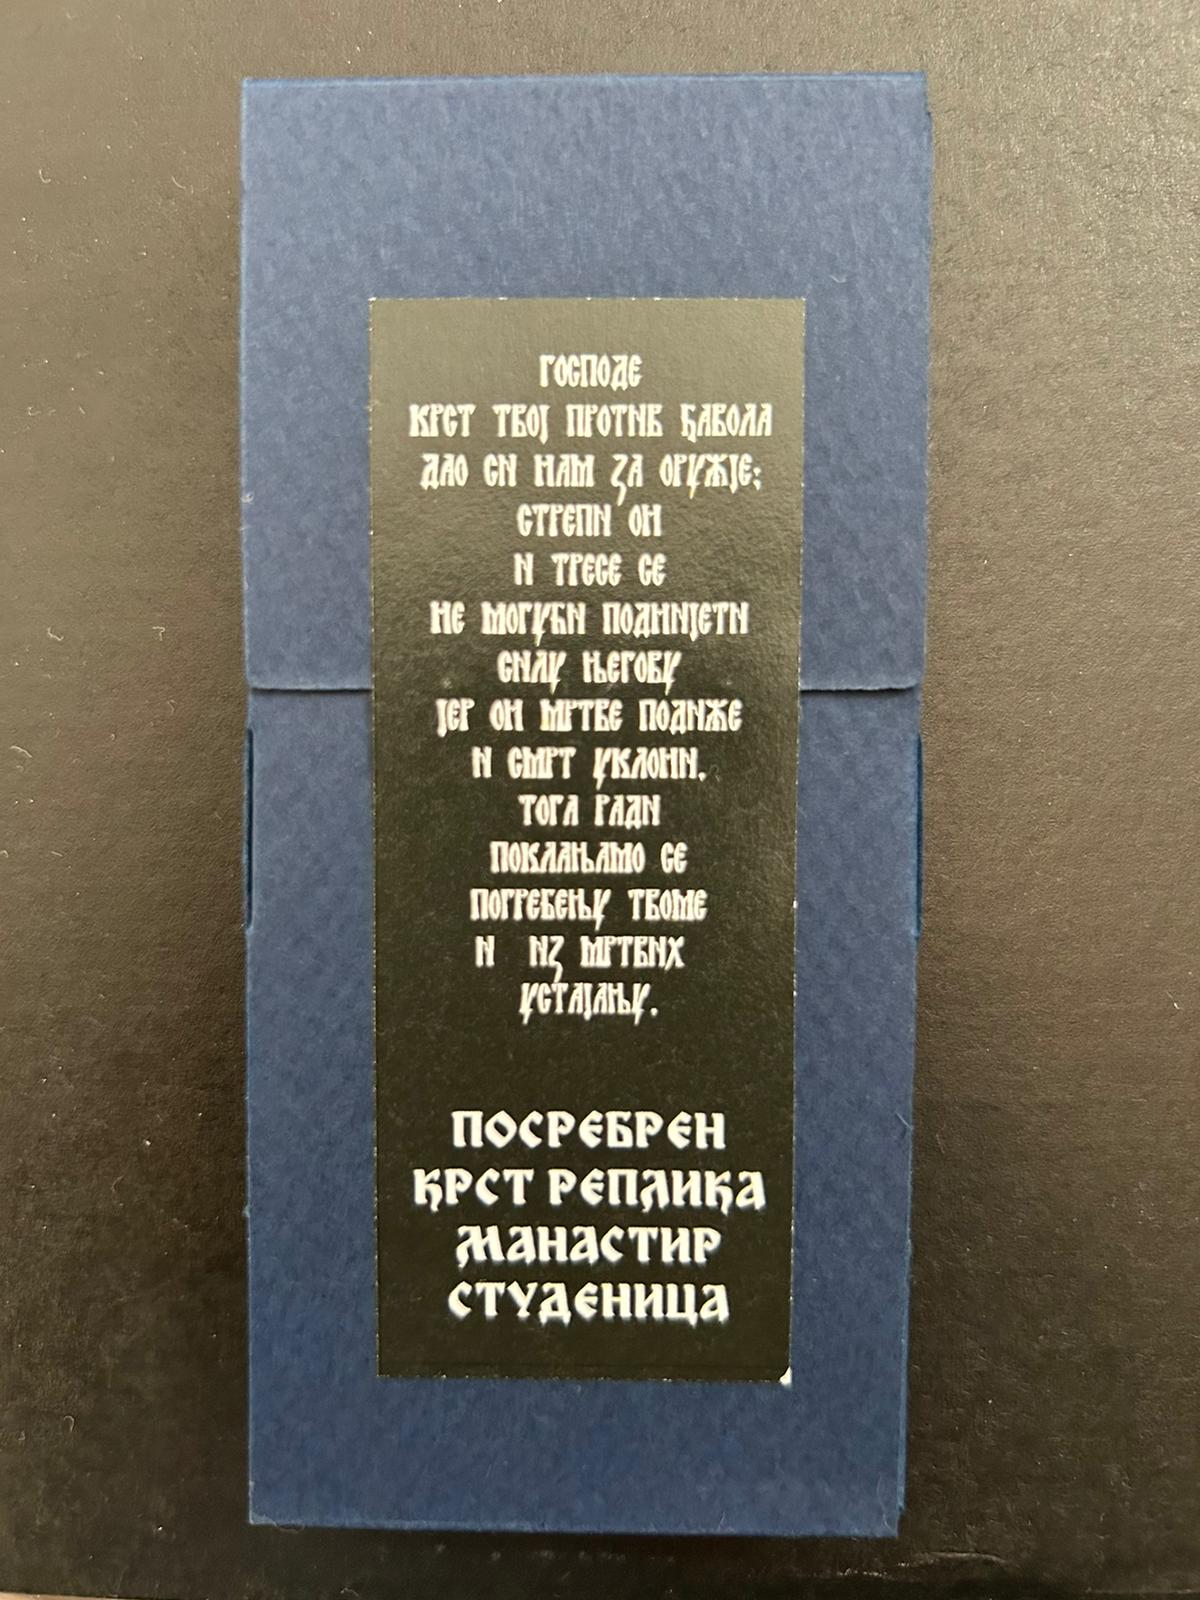 ГОСПОДЕ
КРСТ ТВОЈ ПРОТИВ ЂАВОЛА
ДАО СИ НАМ ЗА ОРУЖЈЕ;
СТРЕПИ ОН
И ТРЕСЕ СЕ
НЕ МОГУЋИ ПОДНИЈЕТИ
СИЛУ ЊЕГОВУ
ЈЕР ОН МРТВЕ ПОДИЖЕ
И СМРТ УКЛОНИ.
ТОГА РАДИ
ПОКЛАЊАМО СЕ
ПОГРЕБЕЊУ ТВОМЕ
И ИЗ МРТВИХ
УСТАЈАЊУ.
ПОСРЕБРЕН
КРСТ РЕПЛИКА
МАНАСТИР
СТУДЕНИЦА